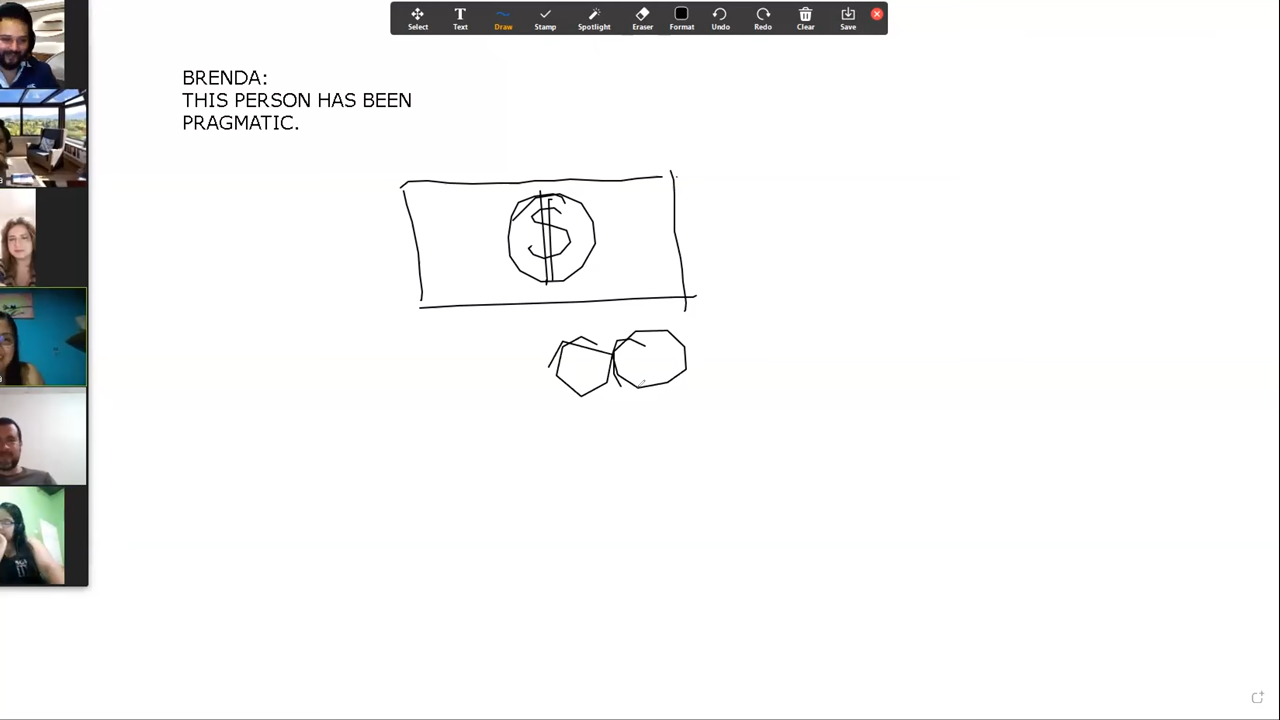 Select Text Draw Stamp Spotlight Eraser Format Undo Redo Clear Save
BRENDA:
THIS PERSON HAS BEEN
PRAGMATIC.
$